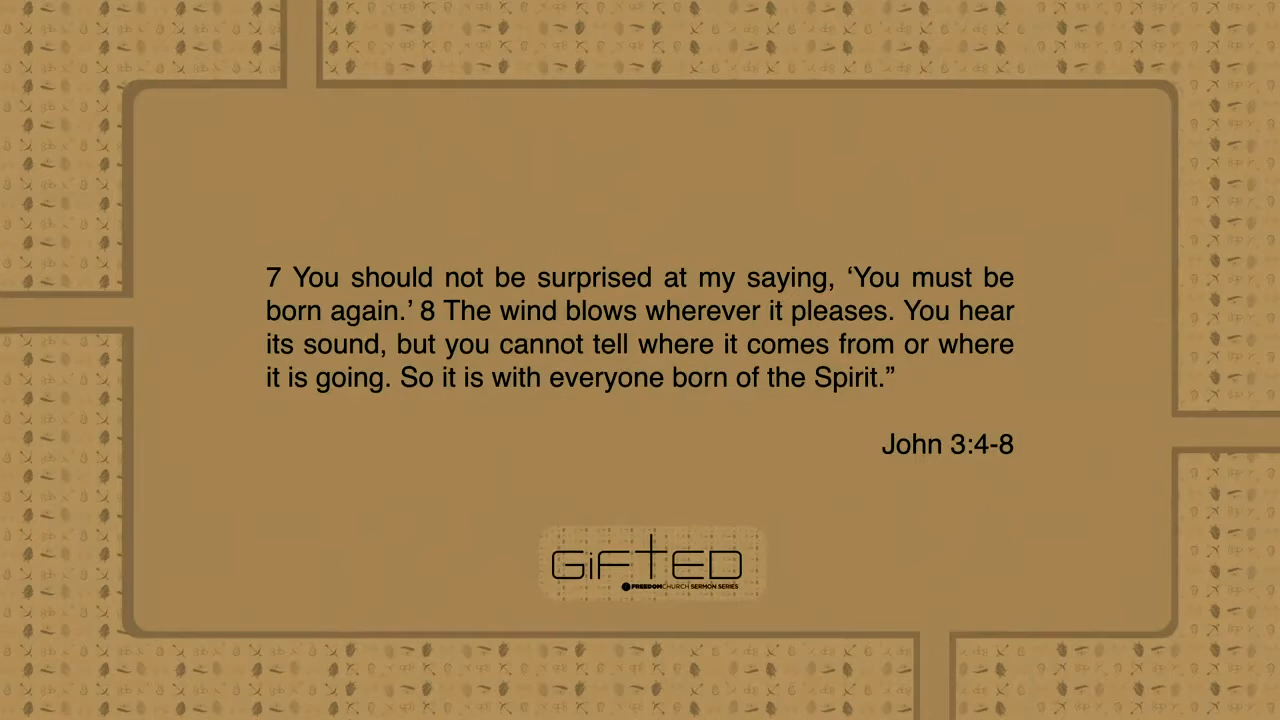 7 You should not be surprised at my saying, ‘You must be
born again.’ 8 The wind blows wherever it pleases. You hear
its sound, but you cannot tell where it comes from or where
it is going. So it is with everyone born of the Spirit.”
John 3:4-8
GiFTED
FREEDOMCHURCH SERMON SERIES